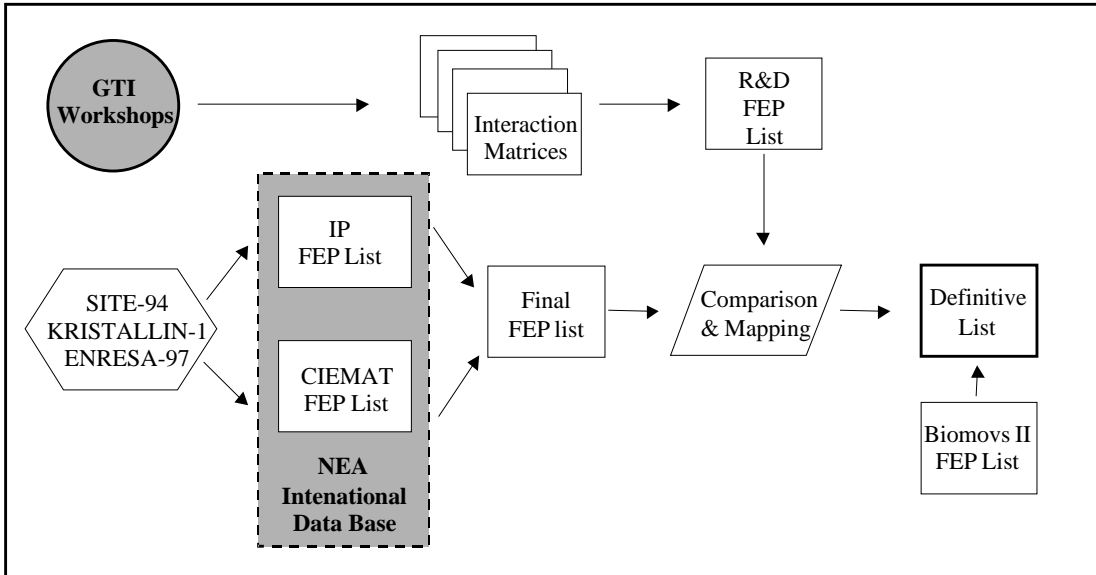 GTI
Workshops
Interaction
Matrices
R&D
FEP
List
SITE-94
KRISTALLIN-1
ENRESA-97
IP
FEP List
CIEMAT
FEP List
NEA
Intenational
Data Base
Final
FEP list
Comparison
& Mapping
Definitive
List
Biomovs II
FEP List